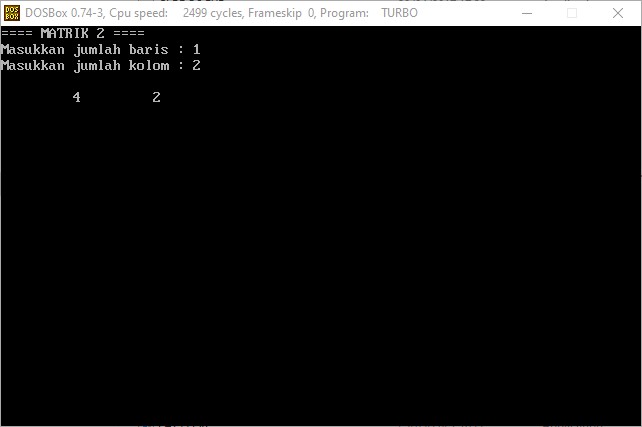 DOS
BOX
DOSBox 0.74-3, Cpu speed: 2499 cycles, Frameskip 0, Program: TURBO
==== MATRIK 2 ====
Masukkan jumlah baris : 1
Masukkan jumlah kolom : 2
4 2